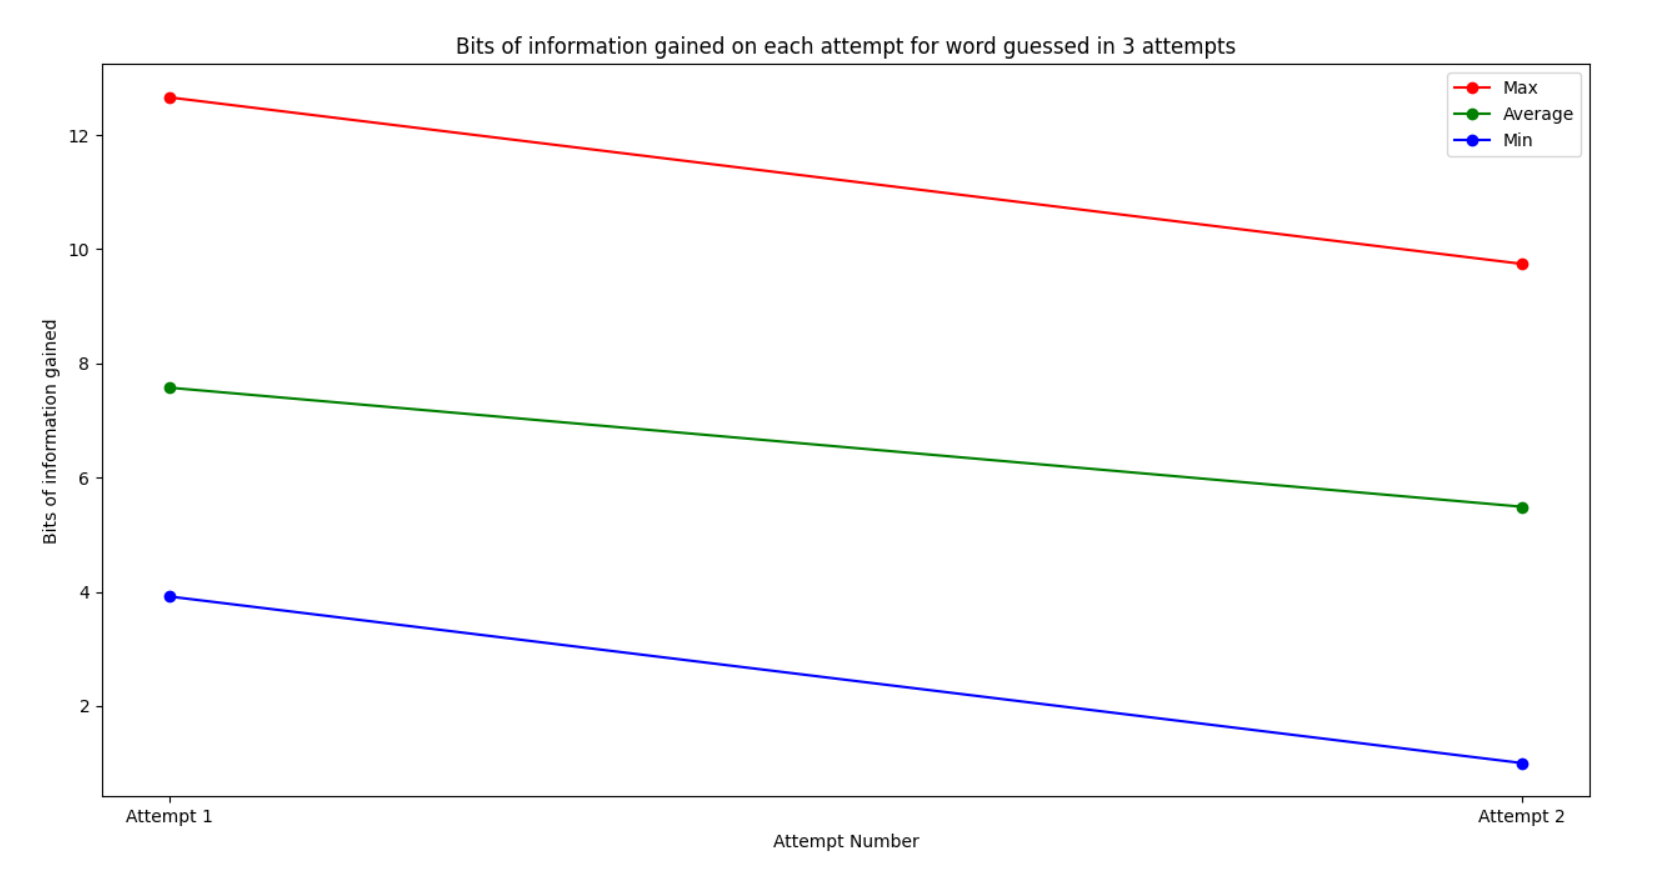 Bits of information gained on each attempt for word guessed in 3 attempts
Max
Average
Min
12
10
8
6
4
2
Bits of information gained
Attempt 1
Attempt 2
Attempt Number